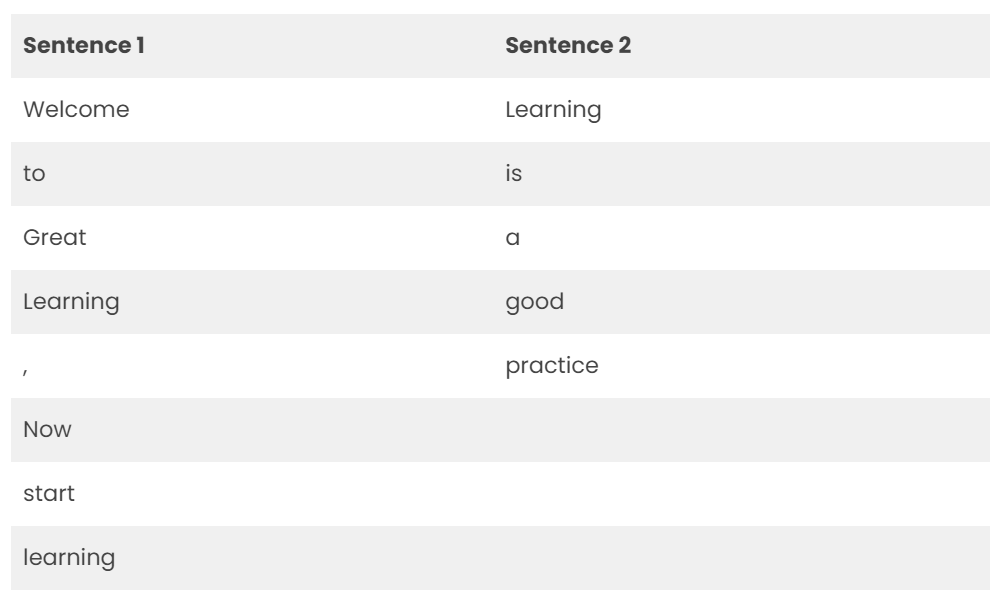 Sentence 1 Sentence 2
Welcome Learning
to is
Great a
Learning good
, practice
Now
start
learning